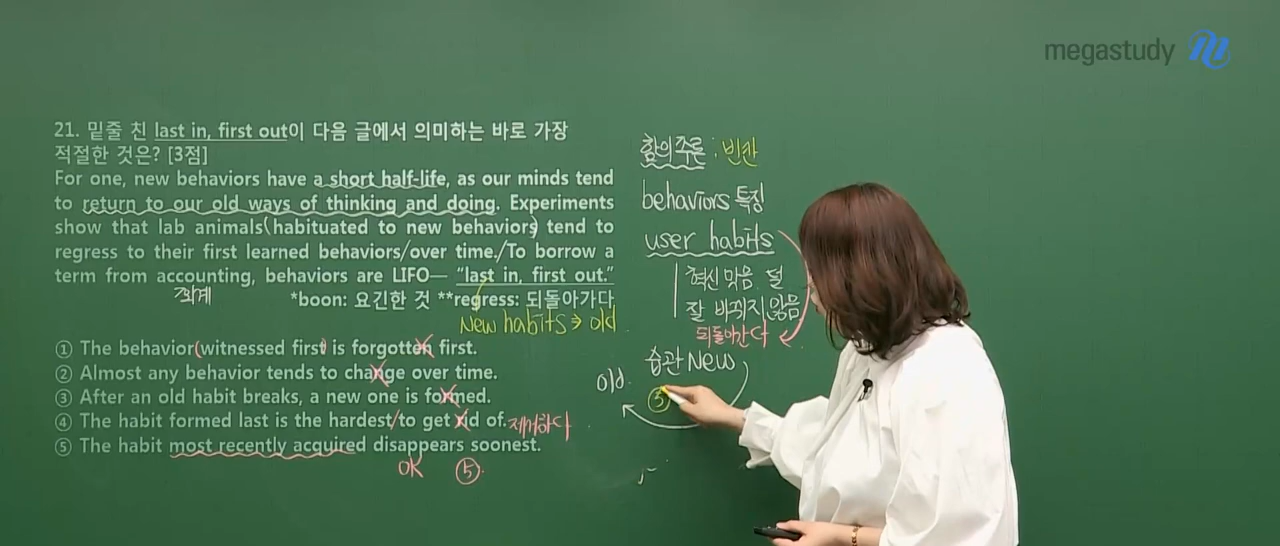 megastudy
21. 밑줄 친 last in, first out이 다음 글에서 의미하는 바로 가장
적절한 것은? [3점]
For one, new behaviors have a short half-life, as our minds tend
to return to our old ways of thinking and doing. Experiments
show that lab animals(habituated to new behaviors) tend to
regress to their first learned behaviors/over time./To borrow a
term from accounting, behaviors are LIFO— “last in, first out.”
회계
*boon: 요긴한 것 **regress: 되돌아가다
New habits → old
① The behavior(witnessed first) is forgotten first.
② Almost any behavior tends to change over time.
③ After an old habit breaks, a new one is formed.
④ The habit formed last is the hardest/to get rid of. 제거하다
⑤ The habit most recently acquired disappears soonest.
OK ⑤
함의추론 : 빈칸
behaviors 특징
user habits
혁신 막음. 덜
잘 바뀌지 않음
되돌아간다
습관 New
old.
⑤